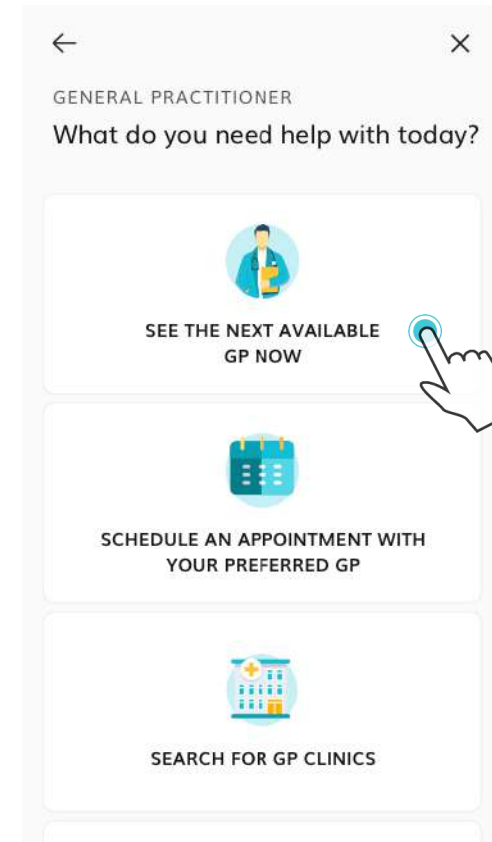 GENERAL PRACTITIONER
What do you need help with today?
SEE THE NEXT AVAILABLE
GP NOW
SCHEDULE AN APPOINTMENT WITH
YOUR PREFERRED GP
SEARCH FOR GP CLINICS